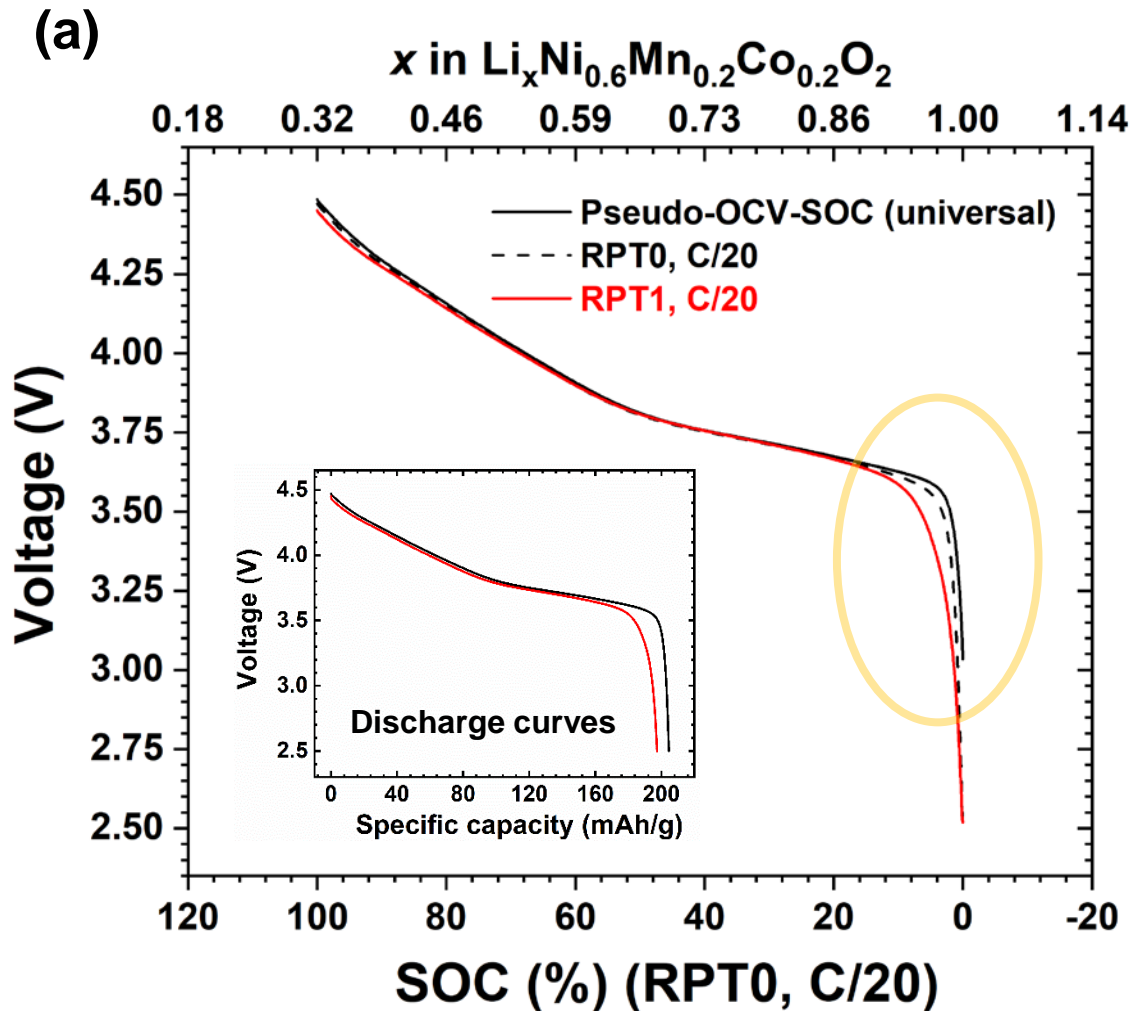 (a)
x in LiₓNi₀.₆Mn₀.₂Co₀.₂O₂
0.18 0.32 0.46 0.59 0.73 0.86 1.00 1.14
Pseudo-OCV-SOC (universal)
RPT0, C/20
RPT1, C/20
4.50
4.25
4.00
3.75
3.50
3.25
3.00
2.75
2.50
Voltage (V)
4.5
4.0
3.5
3.0
2.5
Voltage (V)
Discharge curves
0 40 80 120 160 200
Specific capacity (mAh/g)
120 100 80 60 40 20 0 -20
SOC (%) (RPT0, C/20)